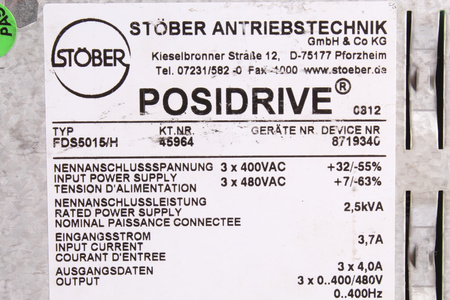 STÖBER ANTRIEBSTECHNIK
GmbH & Co KG
STÖBER
Kieselbronner Straße 12, D-75177 Pforzheim
Tel. 07231/582 -0 Fax -1000 www.stoeber.de
POSIDRIVE®
0312
TYP KT.NR. GERÄTE NR. DEVICE NR
FDS5015/H 45964 8719340
NENNANSCHLUSSSPANNUNG 3 x 400VAC +32/-55%
INPUT POWER SUPPLY 3 x 480VAC +7/-63%
TENSION D'ALIMENTATION
NENNANSCHLUSSLEISTUNG
RATED POWER SUPPLY 2,5kVA
NOMINAL PAISSANCE CONNECTEE
EINGANGSSTROM
INPUT CURRENT 3,7A
COURANT D'ENTREE
AUSGANGSDATEN 3 x 4,0A
OUTPUT 3 x 0..400/480V
0..400Hz